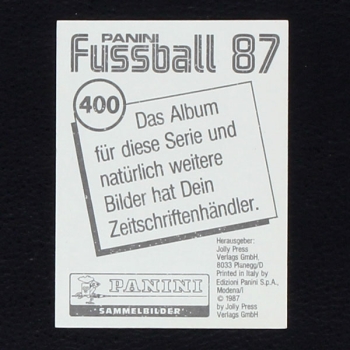 PANINI
Fussball 87
400
Das Album
für diese Serie und
natürlich weitere
Bilder hat Dein
Zeitschriftenhändler.
Herausgeber:
Jolly Press
Verlags GmbH,
8033 Planegg/D
Printed in Italy by
Edizioni Panini S.p.A.,
Modena/I
© 1987
by Jolly Press
Verlags GmbH
PANINI
"SAMMELBILDER"